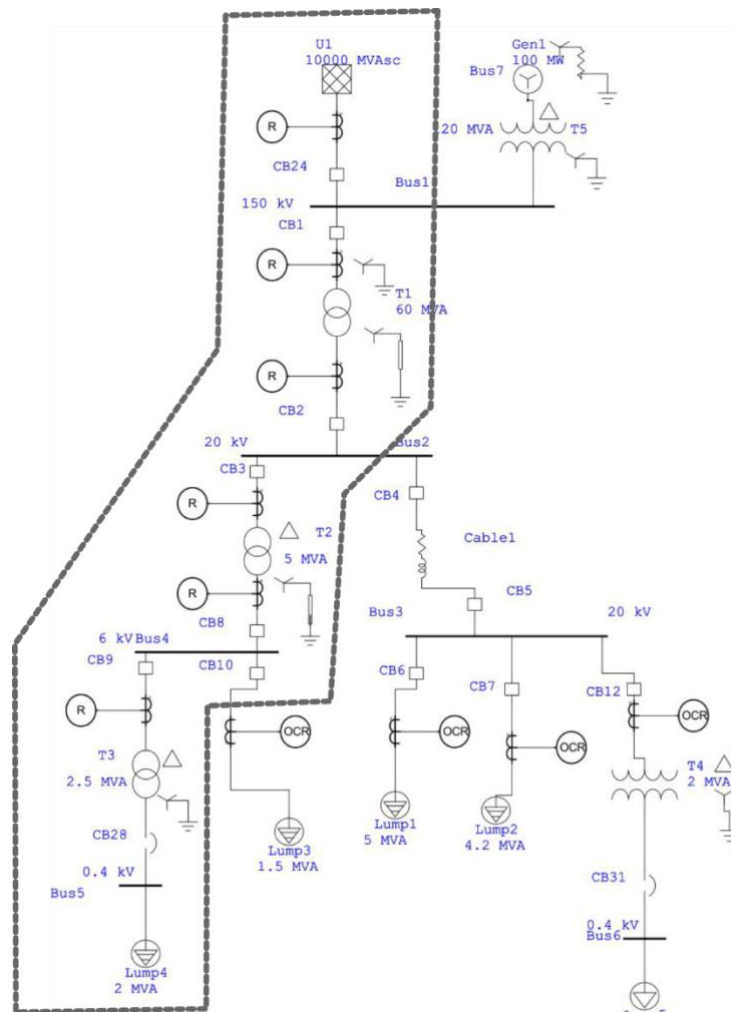 U1
10000 MVAsc
Gen1
100 MW
Bus7
R
20 MVA
T5
CB24
Bus1
150 kV
CB1
R
T1
60 MVA
R
CB2
20 kV
Bus2
CB3
CB4
R
T2
5 MVA
Cable1
R
CB8
CB5
Bus3
20 kV
6 kV
Bus4
CB9
CB10
CB6
CB7
CB12
R
OCR
OCR
OCR
OCR
T3
2.5 MVA
T4
2 MVA
CB28
Lump3
1.5 MVA
Lump1
5 MVA
Lump2
4.2 MVA
0.4 kV
Bus5
CB31
0.4 kV
Bus6
Lump4
2 MVA